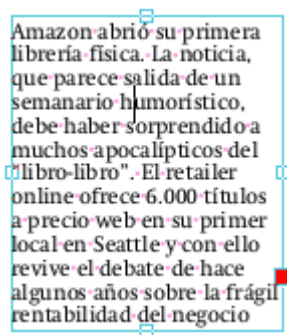 Amazon abrió su primera
librería física. La noticia,
que parece salida de un
semanario humorístico,
debe haber sorprendido a
muchos apocalípticos del
"libro-libro". El retailer
online ofrece 6.000 títulos
a precio web en su primer
local en Seattle y con ello
revive el debate de hace
algunos años sobre la frágil
rentabilidad del negocio